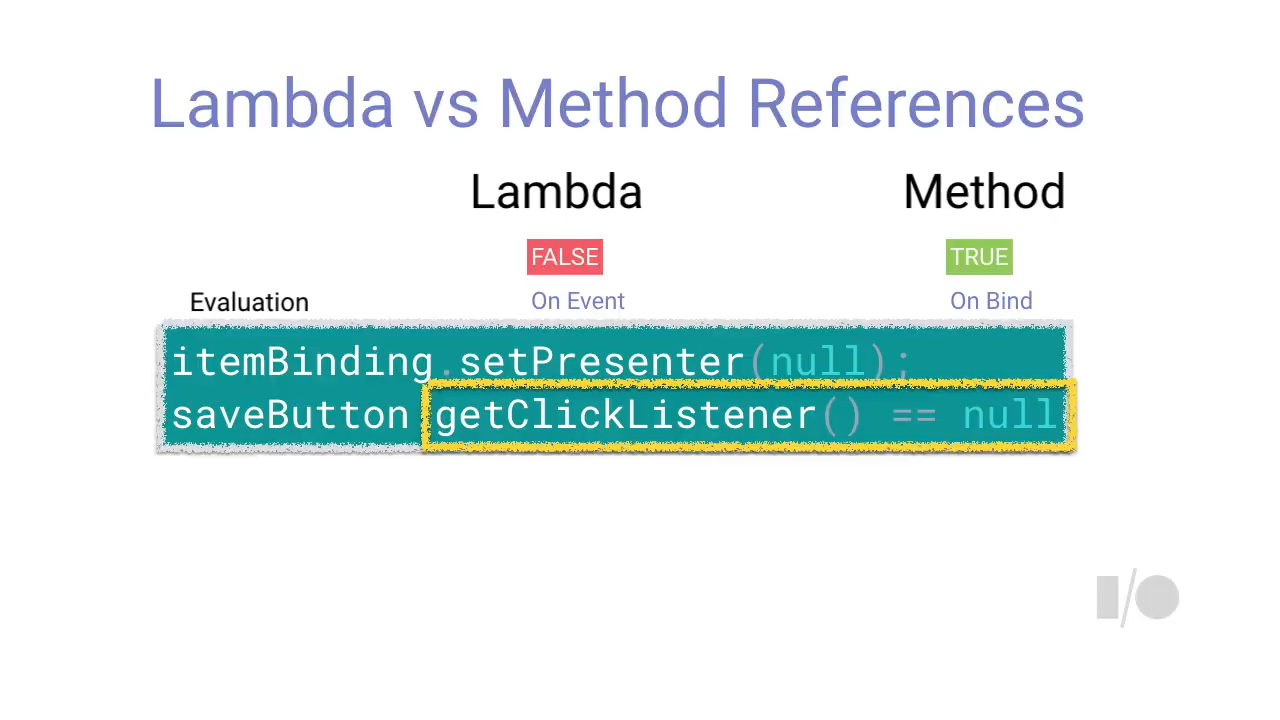 Lambda vs Method References
Lambda Method
FALSE TRUE
Evaluation On Event On Bind
itemBinding.setPresenter(null);
saveButton getClickListener() == null
I/O